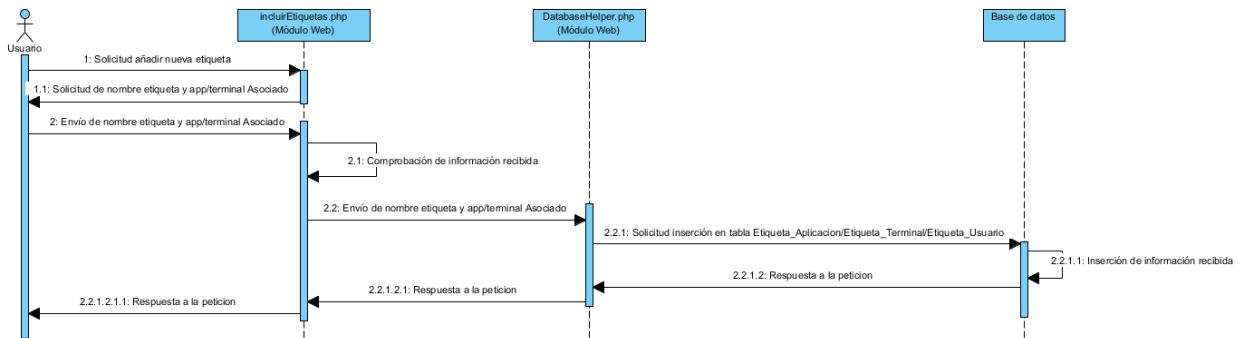 incluirEtiquetas.php
(Módulo Web)
DatabaseHelper.php
(Módulo Web)
Base de datos
Usuario
1: Solicitud añadir nueva etiqueta
1.1: Solicitud de nombre etiqueta y app/terminal Asociado
2: Envío de nombre etiqueta y app/terminal Asociado
2.1: Comprobación de información recibida
2.2: Envío de nombre etiqueta y app/terminal Asociado
2.2.1: Solicitud inserción en tabla Etiqueta_Aplicacion/Etiqueta_Terminal/Etiqueta_Usuario
2.2.1.1: Inserción de información recibida
2.2.1.2: Respuesta a la peticion
2.2.1.2.1: Respuesta a la peticion
2.2.1.2.1.1: Respuesta a la peticion